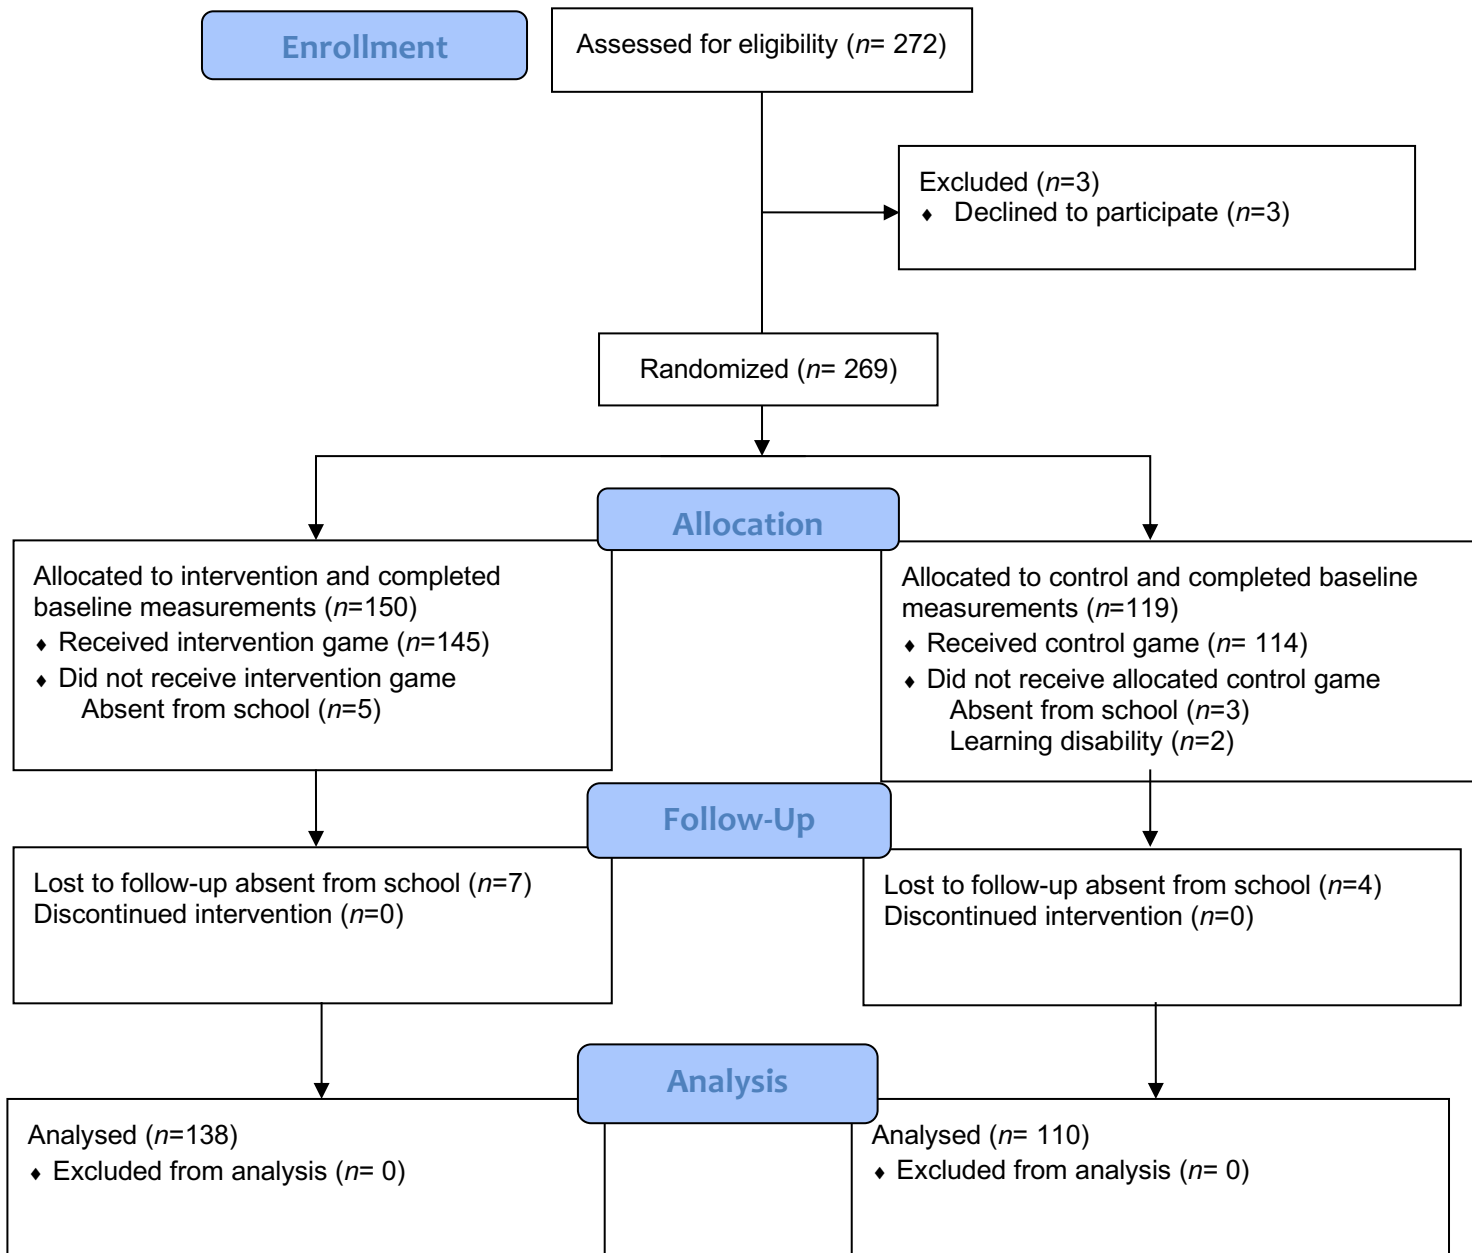 Enrollment
Assessed for eligibility (n= 272)
Excluded (n=3)
♦ Declined to participate (n=3)
Randomized (n= 269)
Allocation
Allocated to intervention and completed
baseline measurements (n=150)
♦ Received intervention game (n=145)
♦ Did not receive intervention game
Absent from school (n=5)
Allocated to control and completed baseline
measurements (n=119)
♦ Received control game (n= 114)
♦ Did not receive allocated control game
Absent from school (n=3)
Learning disability (n=2)
Follow-Up
Lost to follow-up absent from school (n=7)
Discontinued intervention (n=0)
Lost to follow-up absent from school (n=4)
Discontinued intervention (n=0)
Analysis
Analysed (n=138)
♦ Excluded from analysis (n= 0)
Analysed (n= 110)
♦ Excluded from analysis (n= 0)